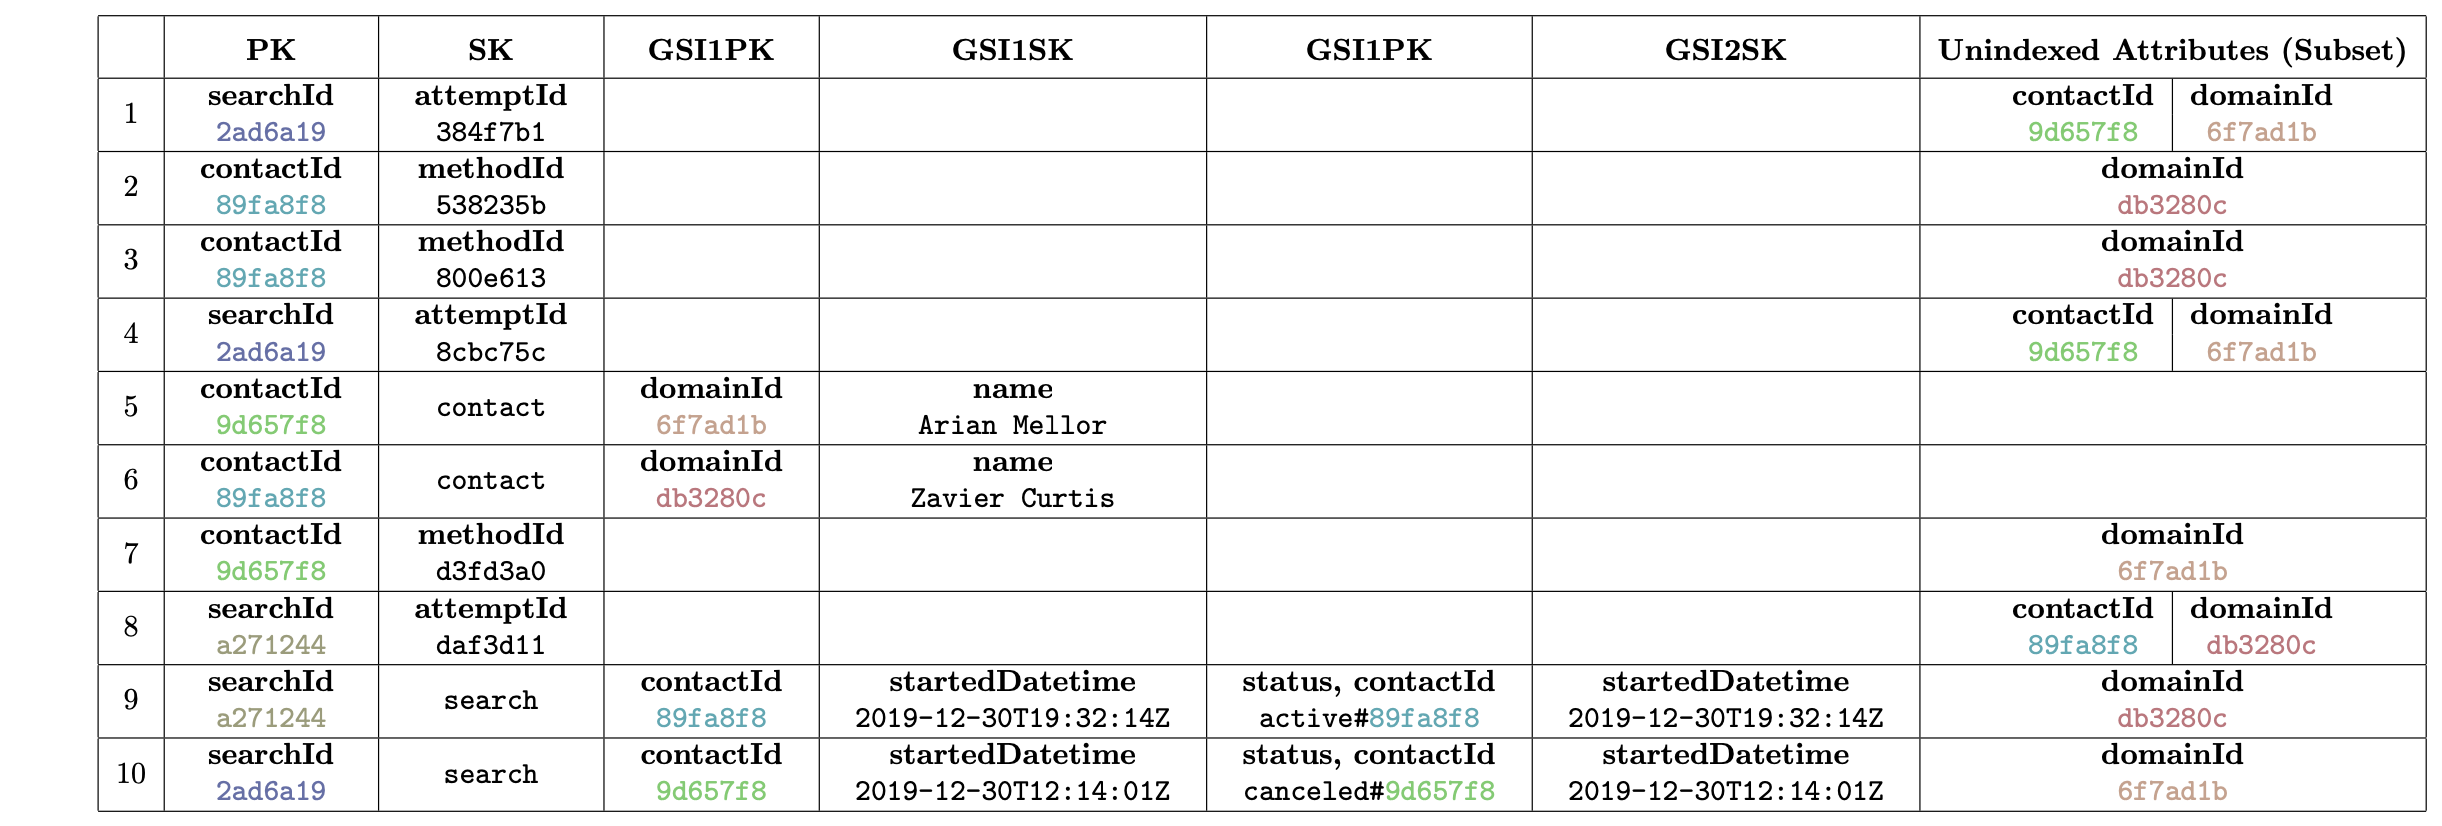 PK SK GSI1PK GSI1SK GSI1PK GSI2SK Unindexed Attributes (Subset)
searchId attemptId contactId domainId
1
2ad6a19 384f7b1 9d657f8 6f7ad1b
contactId methodId domainId
2
89fa8f8 538235b db3280c
contactId methodId domainId
3
89fa8f8 800e613 db3280c
searchId attemptId contactId domainId
4
2ad6a19 8cbc75c 9d657f8 6f7ad1b
contactId domainId name
5 contact
9d657f8 6f7ad1b Arian Mellor
contactId domainId name
6 contact
89fa8f8 db3280c Zavier Curtis
contactId methodId domainId
7
9d657f8 d3fd3a0 6f7ad1b
searchId attemptId contactId domainId
8
a271244 daf3d11 89fa8f8 db3280c
searchId contactId startedDatetime status, contactId startedDatetime domainId
9 search
a271244 89fa8f8 2019-12-30T19:32:14Z active#89fa8f8 2019-12-30T19:32:14Z db3280c
searchId contactId startedDatetime status, contactId startedDatetime domainId
10 search
2ad6a19 9d657f8 2019-12-30T12:14:01Z canceled#9d657f8 2019-12-30T12:14:01Z 6f7ad1b